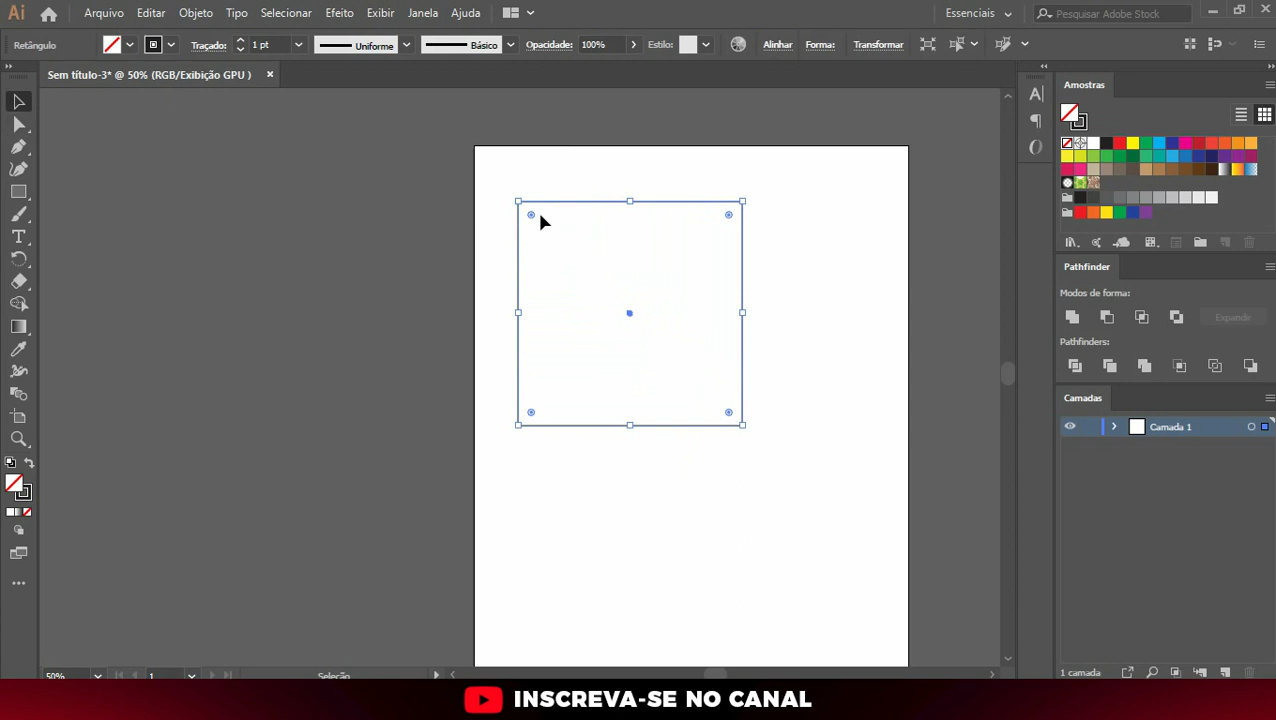 Ai Arquivo Editar Objeto Tipo Selecionar Efeito Exibir Janela Ajuda Essenciais Pesquisar Adobe Stock
Retângulo Traçado: 1 pt Uniforme Básico Opacidade: 100% Estilo: Alinhar Forma: Transformar
Sem título-3* @ 50% (RGB/Exibição GPU ) ×
Amostras
Pathfinder
Modos de forma:
Expandir
Pathfinders:
Camadas
Camada 1
50% 1 Seleção 1 camada
INSCREVA-SE NO CANAL